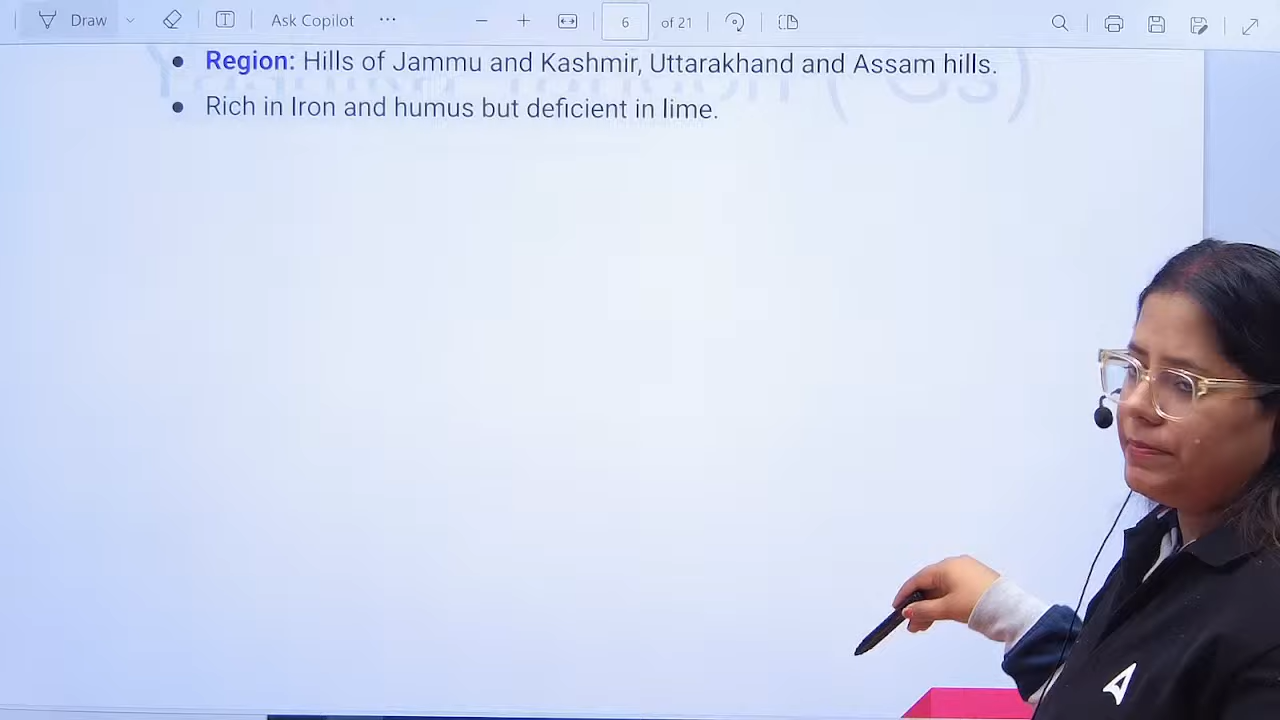 Draw
Ask Copilot
6 of 21
Region: Hills of Jammu and Kashmir, Uttarakhand and Assam hills.
Rich in Iron and humus but deficient in lime.